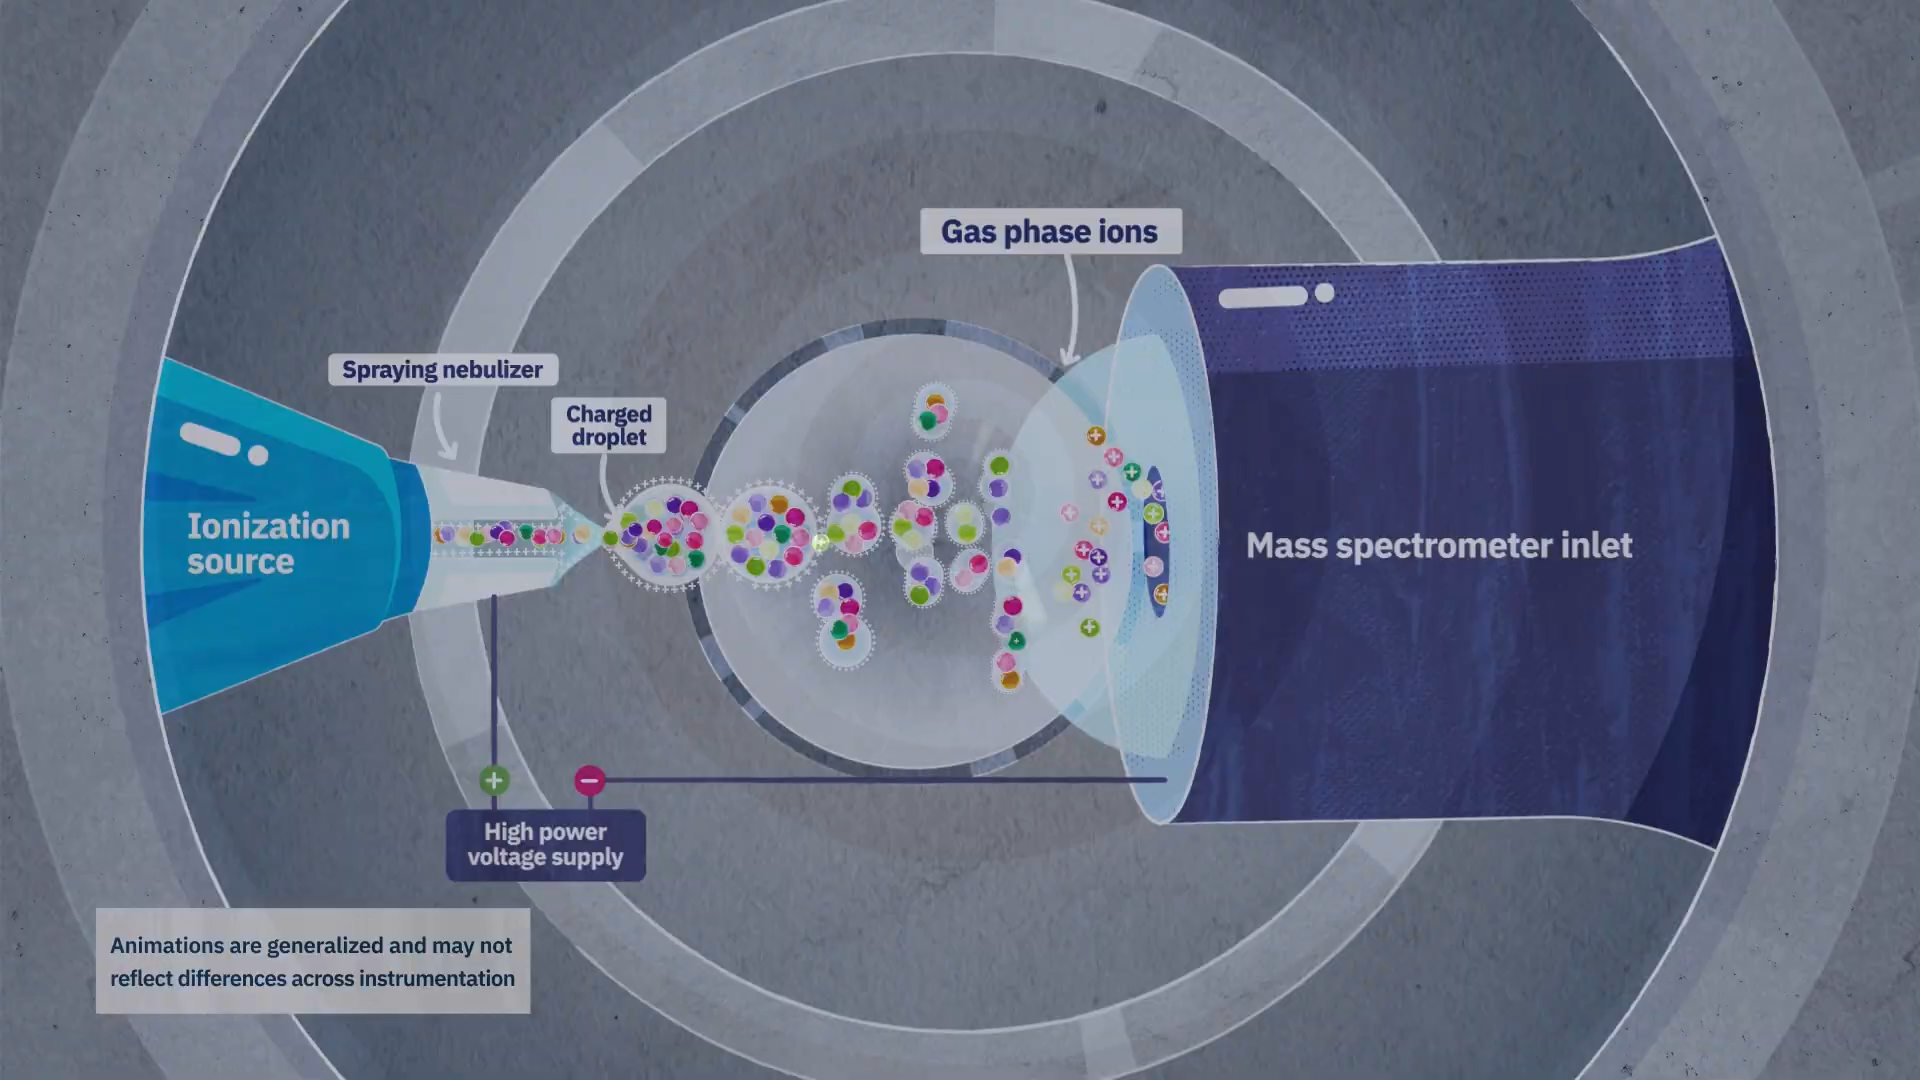 Gas phase ions
Spraying nebulizer
Charged
droplet
Ionization
source
Mass spectrometer inlet
High power
voltage supply
Animations are generalized and may not
reflect differences across instrumentation